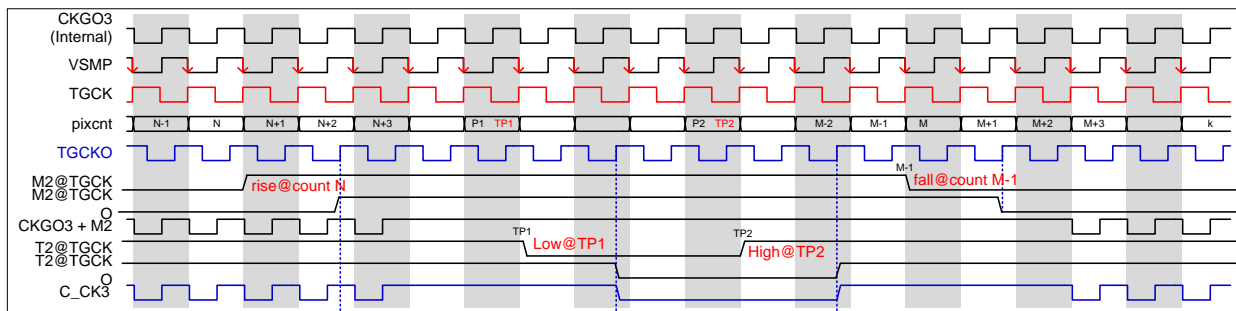 CKGO3
(Internal)
VSMP
TGCK
pixcnt N-1 N N+1 N+2 N+3 P1 TP1 P2 TP2 M-2 M-1 M M+1 M+2 M+3 k
TGCKO
M2@TGCK rise@count N M-1 fall@count M-1
M2@TGCK
O
CKGO3 + M2
T2@TGCK TP1 Low@TP1 TP2 High@TP2
T2@TGCK
O
C_CK3